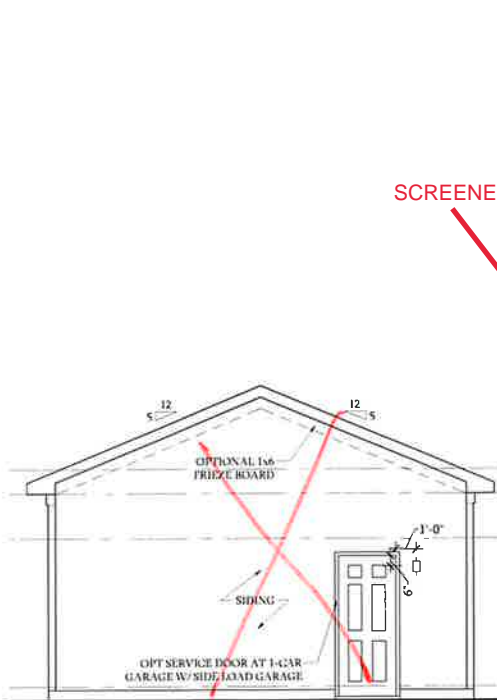 SCREENE
12
5
12
5
OPTIONAL 1x6
FRIEZE BOARD
1'-0"
6"
SIDING
OPT SERVICE DOOR AT 1-CAR
GARAGE W/ SIDE LOAD GARAGE